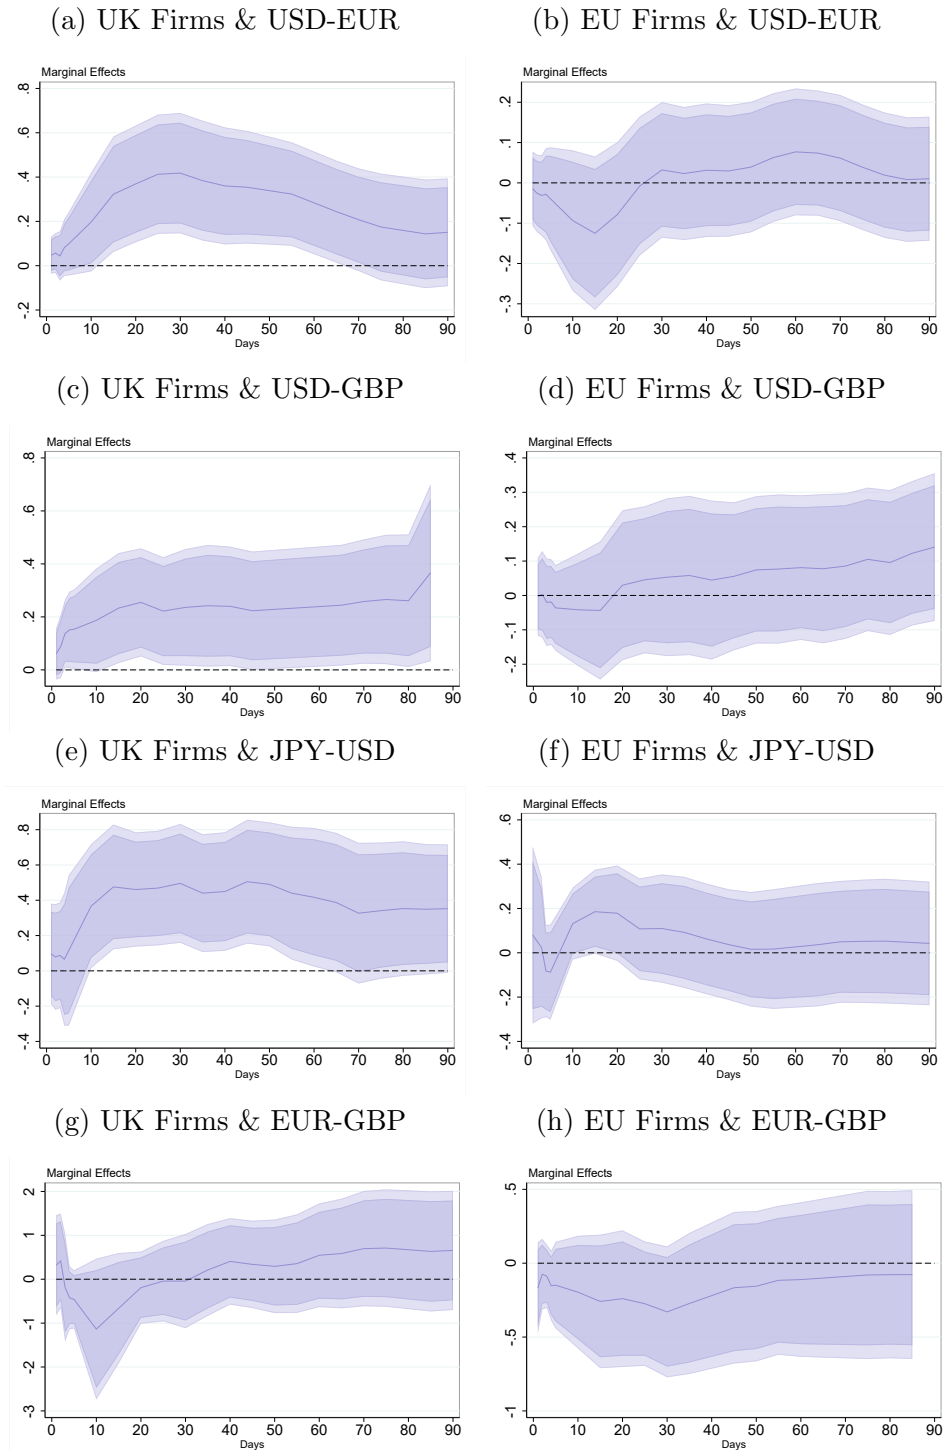 (a) UK Firms & USD-EUR
Marginal Effects
.8
.6
.4
.2
0
-.2
0 10 20 30 40 50 60 70 80 90
Days
(b) EU Firms & USD-EUR
Marginal Effects
.2
.1
0
-.1
-.2
-.3
0 10 20 30 40 50 60 70 80 90
Days
(c) UK Firms & USD-GBP
Marginal Effects
.8
.6
.4
.2
0
0 10 20 30 40 50 60 70 80 90
Days
(d) EU Firms & USD-GBP
Marginal Effects
.4
.3
.2
.1
0
-.1
-.2
0 10 20 30 40 50 60 70 80 90
Days
(e) UK Firms & JPY-USD
Marginal Effects
.8
.6
.4
.2
0
-.2
-.4
0 10 20 30 40 50 60 70 80 90
Days
(f) EU Firms & JPY-USD
Marginal Effects
.6
.4
.2
0
-.2
-.4
0 10 20 30 40 50 60 70 80 90
Days
(g) UK Firms & EUR-GBP
Marginal Effects
2
1
0
-1
-2
-3
0 10 20 30 40 50 60 70 80 90
Days
(h) EU Firms & EUR-GBP
Marginal Effects
.5
0
-.5
-1
0 10 20 30 40 50 60 70 80 90
Days